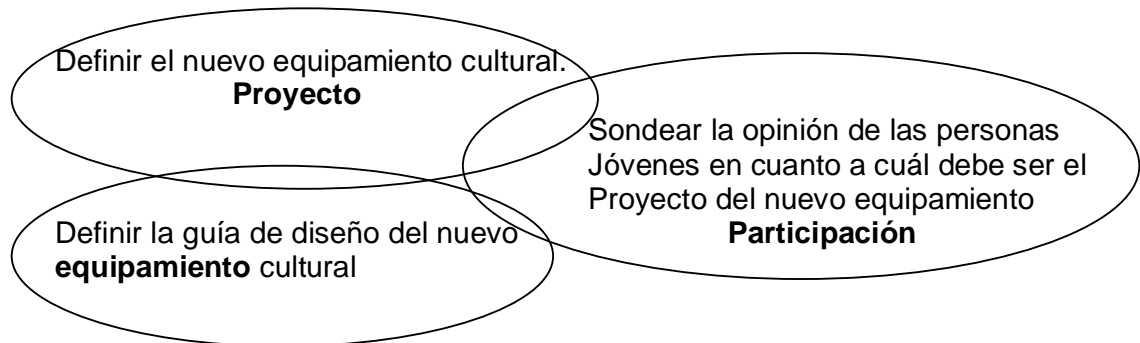 Definir el nuevo equipamiento cultural.
Proyecto
Definir la guía de diseño del nuevo
equipamiento cultural
Sondear la opinión de las personas
Jóvenes en cuanto a cuál debe ser el
Proyecto del nuevo equipamiento
Participación